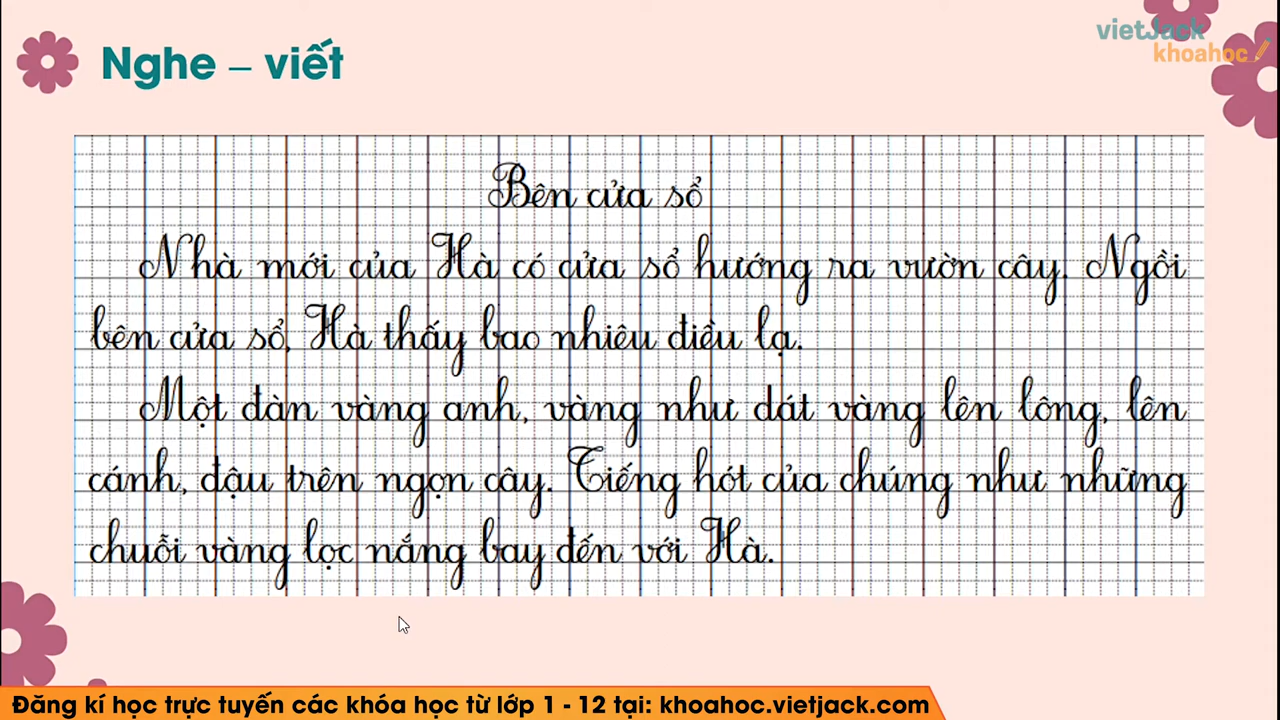 vietJack
khoahoc
Nghe – viết
Bên cửa sổ
Nhà mới của Hà có cửa sổ hướng ra vườn cây. Ngồi
bên cửa sổ, Hà thấy bao nhiêu điều lạ.
Một đàn vàng anh, vàng như dát vàng lên lông, lên
cánh, đậu trên ngọn cây. Tiếng hót của chúng như những
chuỗi vàng lọc nắng bay đến với Hà.
Đăng kí học trực tuyến các khóa học từ lớp 1 - 12 tại: khoahoc.vietjack.com